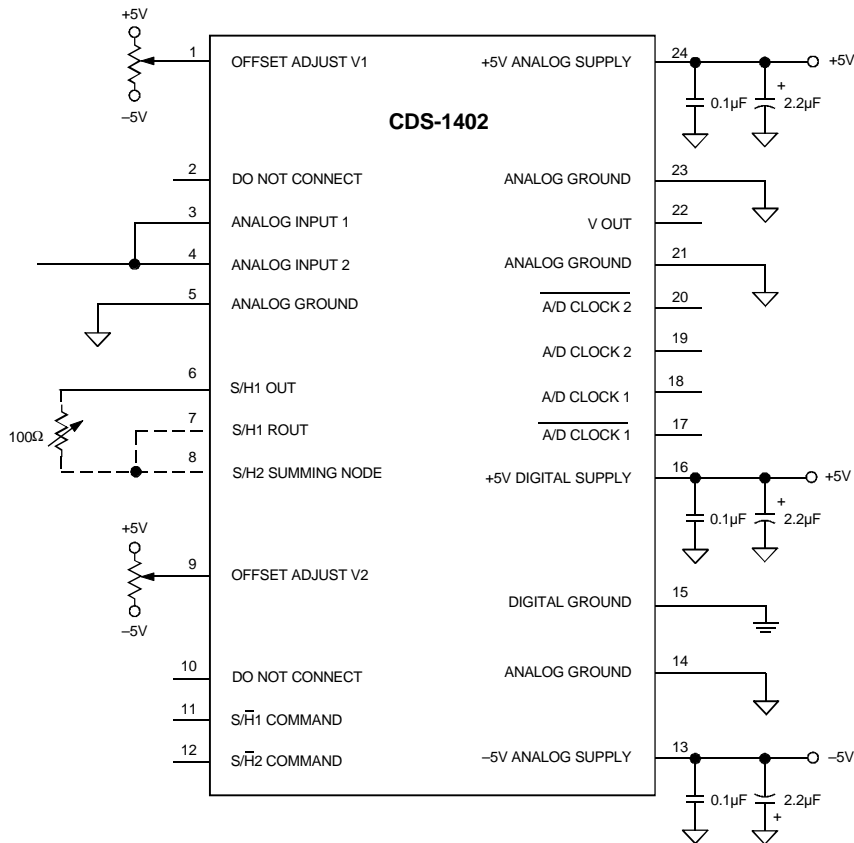 +5V
–5V
1
OFFSET ADJUST V1
+5V ANALOG SUPPLY
24
+5V
0.1µF
+
2.2µF
CDS-1402
2
DO NOT CONNECT
ANALOG GROUND
23
3
ANALOG INPUT 1
V OUT
22
4
ANALOG INPUT 2
ANALOG GROUND
21
5
ANALOG GROUND
A/D CLOCK 2
20
A/D CLOCK 2
19
6
S/H1 OUT
A/D CLOCK 1
18
100Ω
7
S/H1 ROUT
A/D CLOCK 1
17
8
S/H2 SUMMING NODE
+5V DIGITAL SUPPLY
16
+5V
0.1µF
+
2.2µF
+5V
–5V
9
OFFSET ADJUST V2
DIGITAL GROUND
15
10
DO NOT CONNECT
ANALOG GROUND
14
11
S/H̅1 COMMAND
12
S/H̅2 COMMAND
–5V ANALOG SUPPLY
13
–5V
0.1µF
2.2µF
+